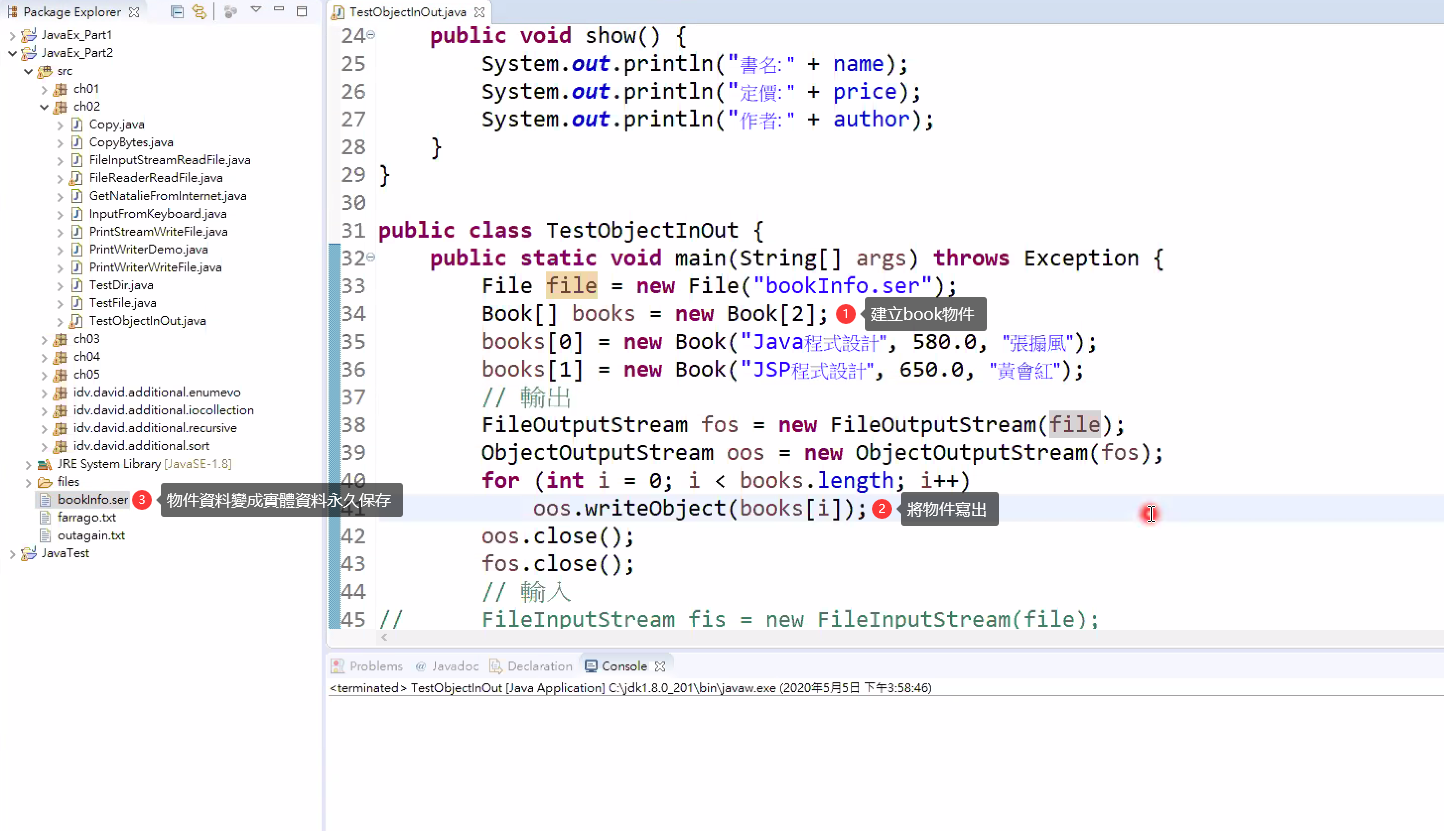 Package Explorer
JavaEx_Part1
JavaEx_Part2
src
ch01
ch02
Copy.java
CopyBytes.java
FileInputStreamReadFile.java
FileReaderReadFile.java
GetNatalieFromInternet.java
InputFromKeyboard.java
PrintStreamWriteFile.java
PrintWriterDemo.java
PrintWriterWriteFile.java
TestDir.java
TestFile.java
TestObjectInOut.java
ch03
ch04
ch05
idv.david.additional.enumevo
idv.david.additional.iocollection
idv.david.additional.recursive
idv.david.additional.sort
JRE System Library [JavaSE-1.8]
files
bookInfo.ser 3 物件資料變成實體資料永久保存
farrago.txt
outagain.txt
JavaTest
TestObjectInOut.java
24 public void show() {
25 System.out.println("書名:" + name);
26 System.out.println("定價:" + price);
27 System.out.println("作者:" + author);
28 }
29 }
30
31 public class TestObjectInOut {
32 public static void main(String[] args) throws Exception {
33 File file = new File("bookInfo.ser");
34 Book[] books = new Book[2]; 1 建立book物件
35 books[0] = new Book("Java程式設計", 580.0, "張搧風");
36 books[1] = new Book("JSP程式設計", 650.0, "黃會紅");
37 // 輸出
38 FileOutputStream fos = new FileOutputStream(file);
39 ObjectOutputStream oos = new ObjectOutputStream(fos);
40 for (int i = 0; i < books.length; i++)
41 oos.writeObject(books[i]); 2 將物件寫出
42 oos.close();
43 fos.close();
44 // 輸入
45 // FileInputStream fis = new FileInputStream(file);
Problems @ Javadoc Declaration Console
<terminated> TestObjectInOut [Java Application] C:\jdk1.8.0_201\bin\javaw.exe (2020年5月5日 下午3:58:46)